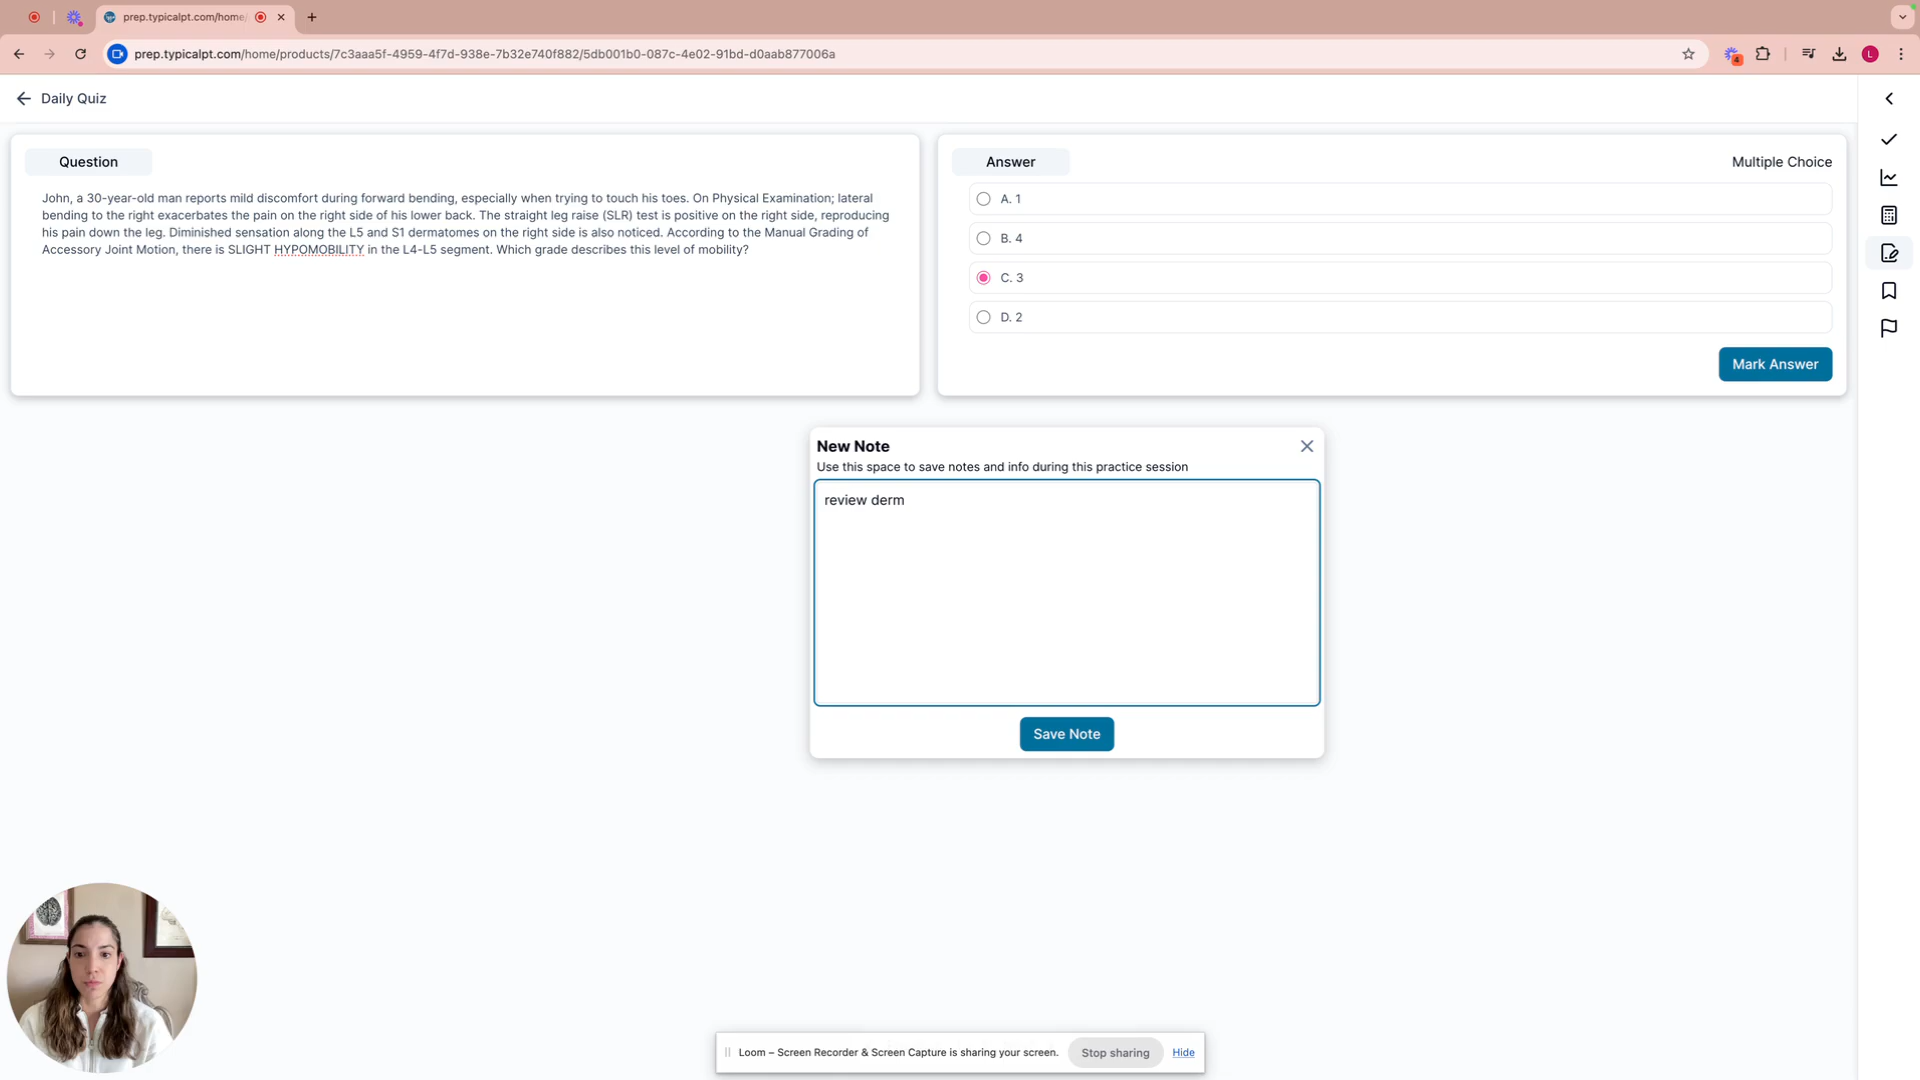 prep.typicalpt.com/home/
prep.typicalpt.com/home/products/7c3aaa5f-4959-4f7d-938e-7b32e740f882/5db001b0-087c-4e02-91bd-d0aab877006a
4
L
Daily Quiz
Question
John, a 30-year-old man reports mild discomfort during forward bending, especially when trying to touch his toes. On Physical Examination; lateral
bending to the right exacerbates the pain on the right side of his lower back. The straight leg raise (SLR) test is positive on the right side, reproducing
his pain down the leg. Diminished sensation along the L5 and S1 dermatomes on the right side is also noticed. According to the Manual Grading of
Accessory Joint Motion, there is SLIGHT HYPOMOBILITY in the L4-L5 segment. Which grade describes this level of mobility?
Answer
Multiple Choice
A. 1
B. 4
C. 3
D. 2
Mark Answer
New Note
Use this space to save notes and info during this practice session
review derm
Save Note
Loom – Screen Recorder & Screen Capture is sharing your screen.
Stop sharing
Hide